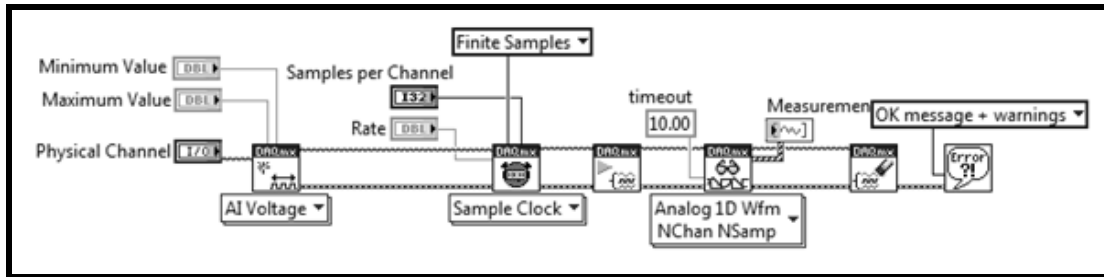 Finite Samples
Minimum Value DBL
Samples per Channel
Maximum Value DBL
I32
timeout
Measuremen
OK message + warnings
Rate DBL
10.00
Physical Channel I/O
DAQmx
DAQmx
DAQmx
DAQmx
DAQmx
Error
?!
AI Voltage
Sample Clock
Analog 1D Wfm
NChan NSamp